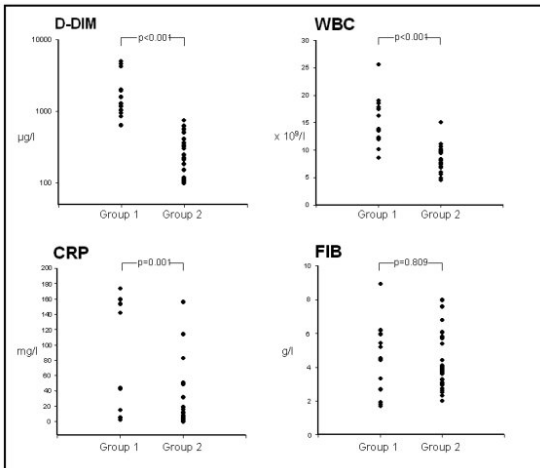 D-DIM
p<0.001
10000
1000
µg/l
100
Group 1 Group 2
WBC
p<0.001
30
25
20
15
x 10⁹/l
10
5
0
Group 1 Group 2
CRP
p=0.001
180
200
160
140
120
100
mg/l
80
60
40
20
0
Group 1 Group 2
FIB
p=0.809
10
8
6
g/l
4
2
0
Group 1 Group 2